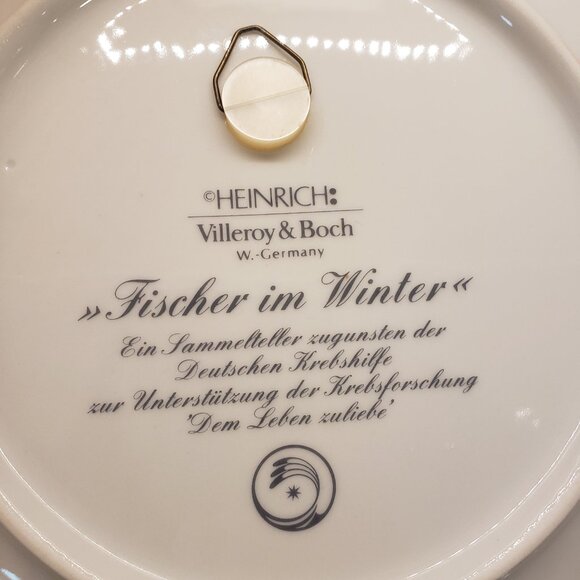 ©HEINRICH:
Villeroy & Boch
W.-Germany
»Fischer im Winter«
Ein Sammelteller zugunsten der
Deutschen Krebshilfe
zur Unterstützung der Krebsforschung
'Dem Leben zuliebe'